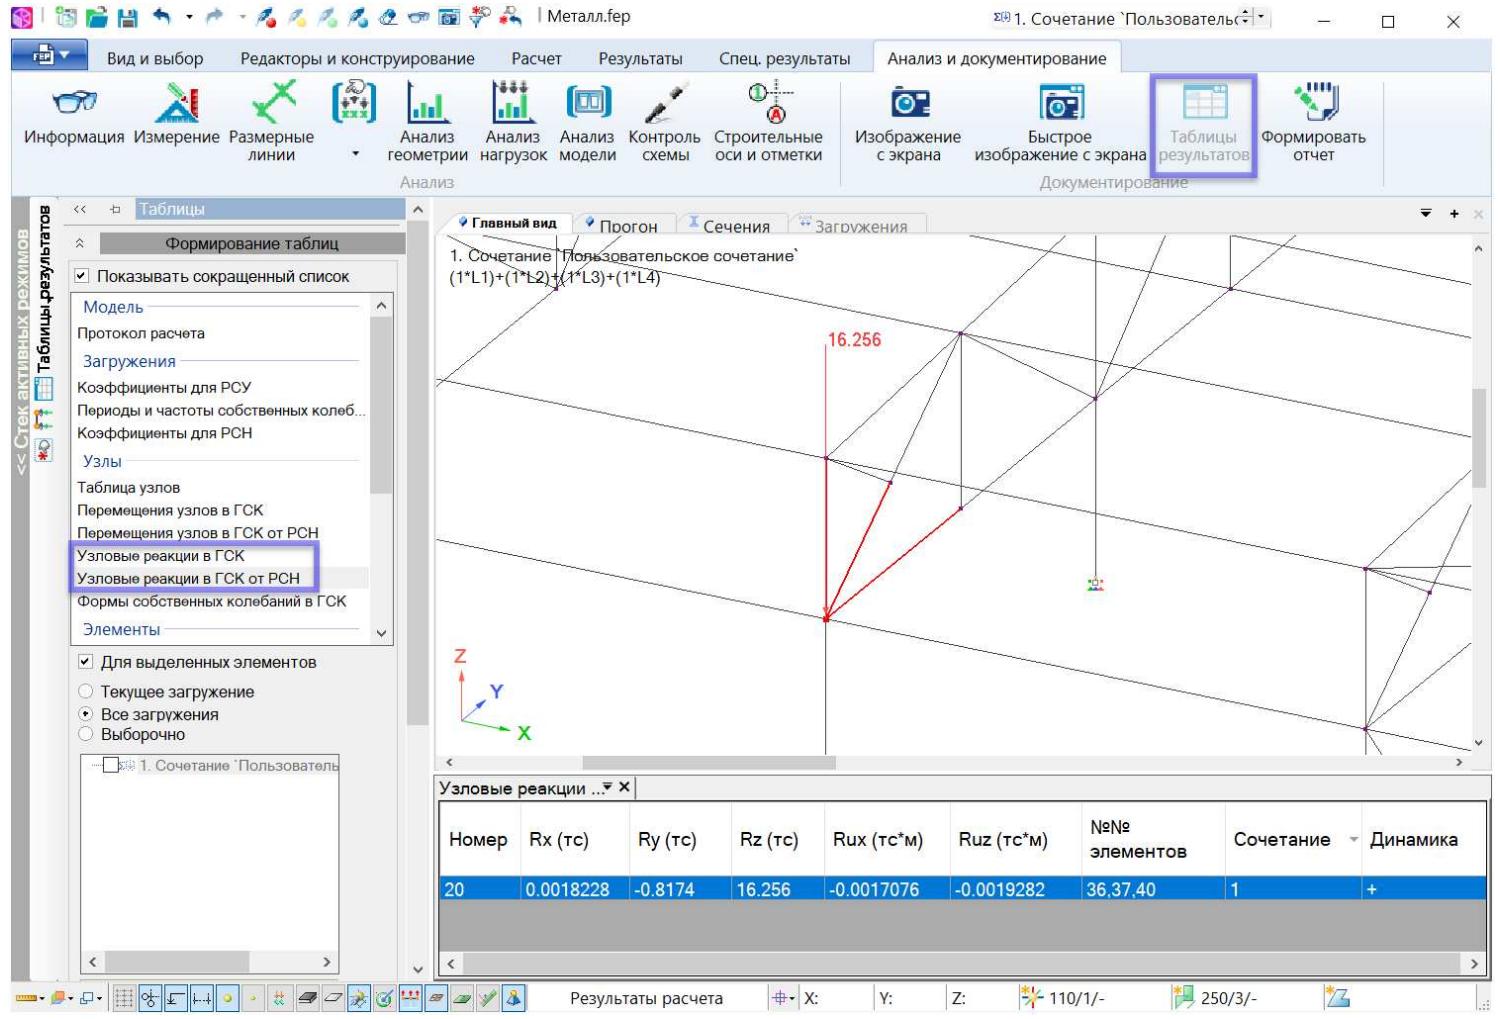 Металл.fep
1. Сочетание `Пользовательс
FEP
Вид и выбор
Редакторы и конструирование
Расчет
Результаты
Спец. результаты
Анализ и документирование
Информация
Измерение
Размерные
линии
Анализ
геометрии
Анализ
нагрузок
Анализ
модели
Контроль
схемы
Строительные
оси и отметки
Изображение
с экрана
Быстрое
изображение с экрана
Таблицы
результатов
Формировать
отчет
Анализ
Документирование
<< Стек активных режимов
Таблицы результатов
<<
Таблицы
Формирование таблиц
Показывать сокращенный список
Модель
Протокол расчета
Загружения
Коэффициенты для РСУ
Периоды и частоты собственных колеб...
Коэффициенты для РСН
Узлы
Таблица узлов
Перемещения узлов в ГСК
Перемещения узлов в ГСК от РСН
Узловые реакции в ГСК
Узловые реакции в ГСК от РСН
Формы собственных колебаний в ГСК
Элементы
Для выделенных элементов
Текущее загружение
Все загружения
Выборочно
1. Сочетание `Пользователь
Главный вид
Прогон
Сечения
Загружения
1. Сочетание `Пользовательское сочетание`
(1*L1)+(1*L2)+(1*L3)+(1*L4)
16.256
Z
Y
X
Узловые реакции ...
Номер Rx (тс) Ry (тс) Rz (тс) Rux (тс*м) Ruz (тс*м) №№ элементов Сочетание Динамика
20 0.0018228 -0.8174 16.256 -0.0017076 -0.0019282 36,37,40 1 +
Результаты расчета
X:
Y:
Z:
110/1/-
250/3/-